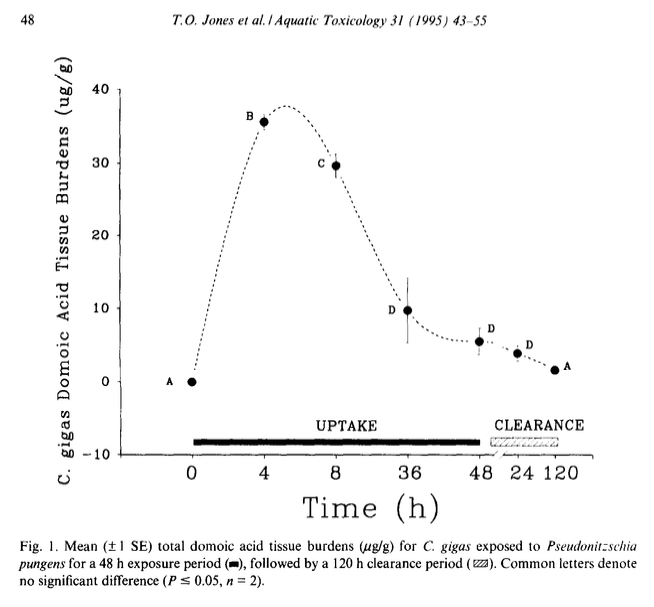 48
T.O. Jones et al. / Aquatic Toxicology 31 (1995) 43–55
C. gigas Domoic Acid Tissue Burdens (ug/g)
40
30
20
10
0
-10
A
B
C
D
D
D
A
UPTAKE
CLEARANCE
0 4 8 36 48 24 120
Time (h)
Fig. 1. Mean (±1 SE) total domoic acid tissue burdens (μg/g) for C. gigas exposed to Pseudonitzschia
pungens for a 48 h exposure period (▬), followed by a 120 h clearance period (▨). Common letters denote
no significant difference (P ≤ 0.05, n = 2).